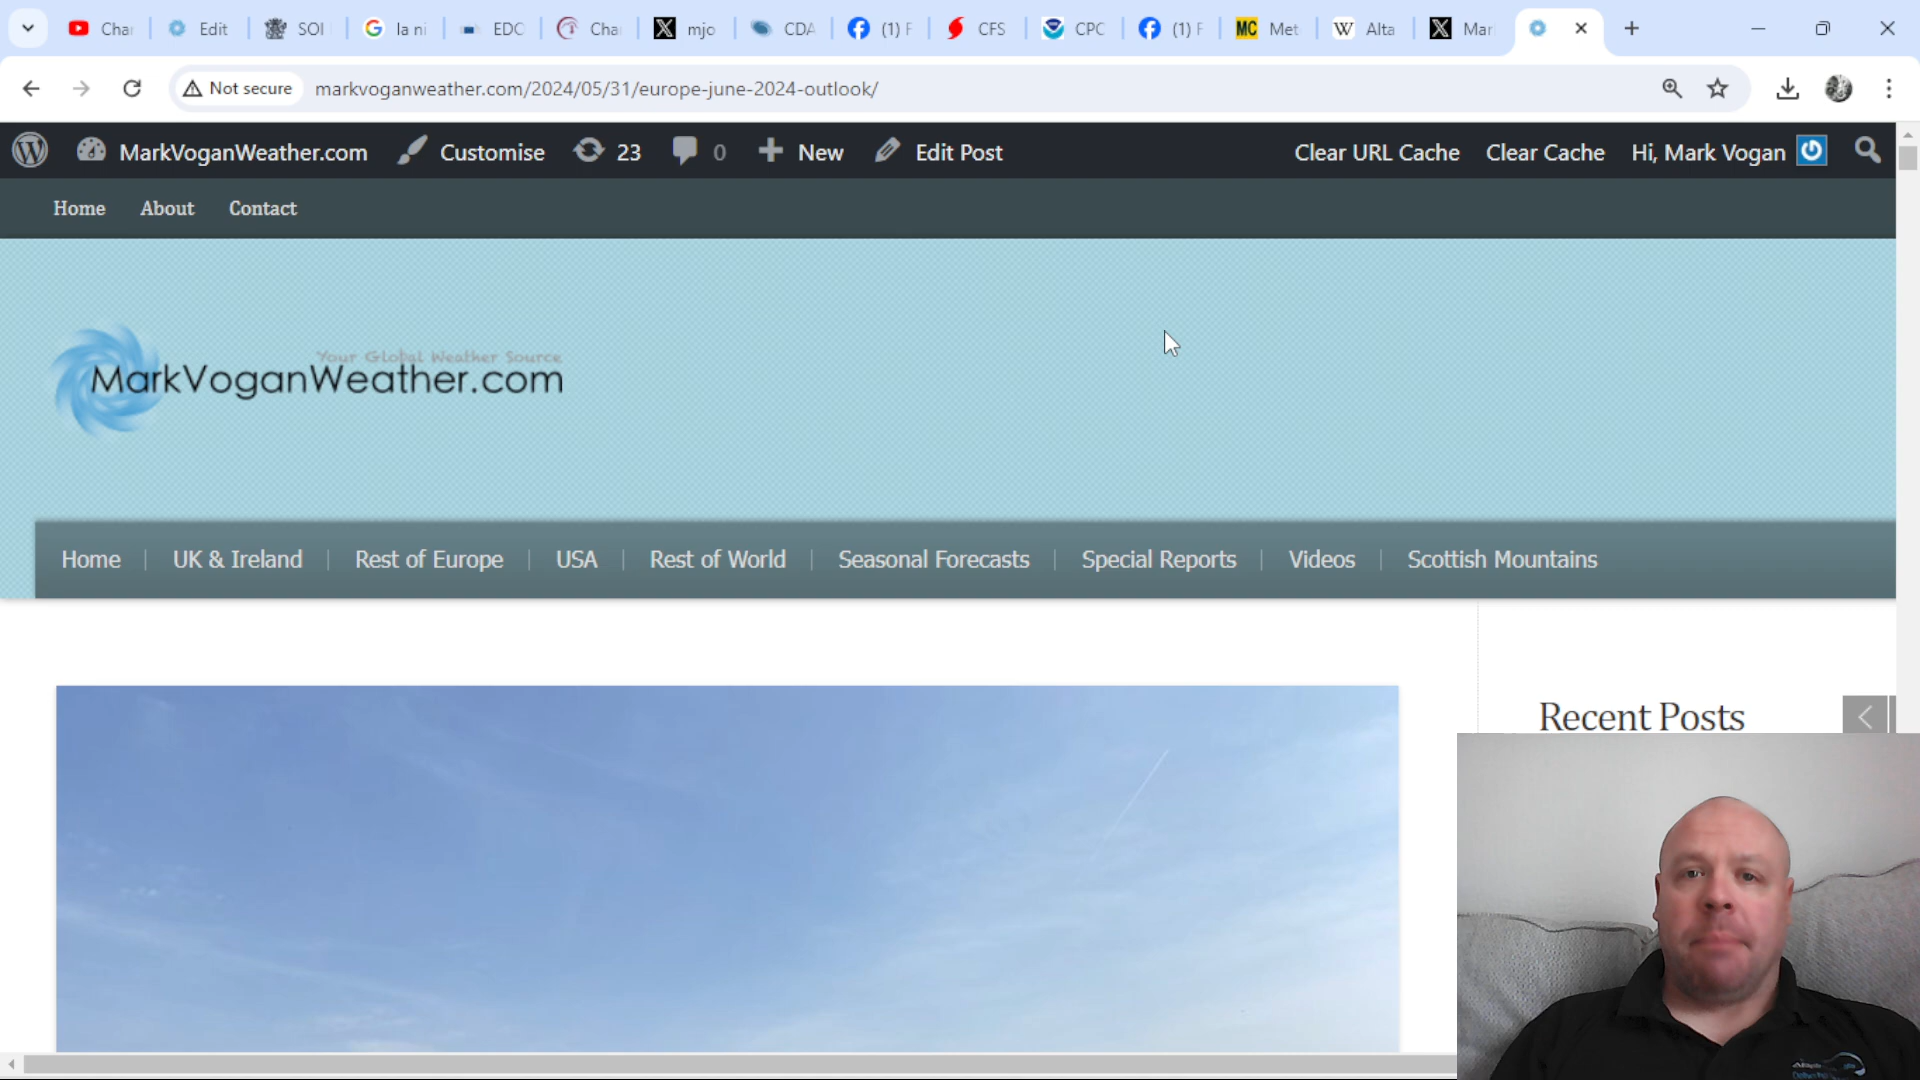 Char
Edit
SOI
la ni
EDC
Cha
mjo
CDA
(1) F
CFS
CPC
(1) F
MC Met
W Alta
Mar
Not secure
markvoganweather.com/2024/05/31/europe-june-2024-outlook/
MarkVoganWeather.com
Customise
23
0
New
Edit Post
Clear URL Cache
Clear Cache
Hi, Mark Vogan
Home About Contact
Your Global Weather Source
MarkVoganWeather.com
Home UK & Ireland Rest of Europe USA Rest of World Seasonal Forecasts Special Reports Videos Scottish Mountains
Recent Posts